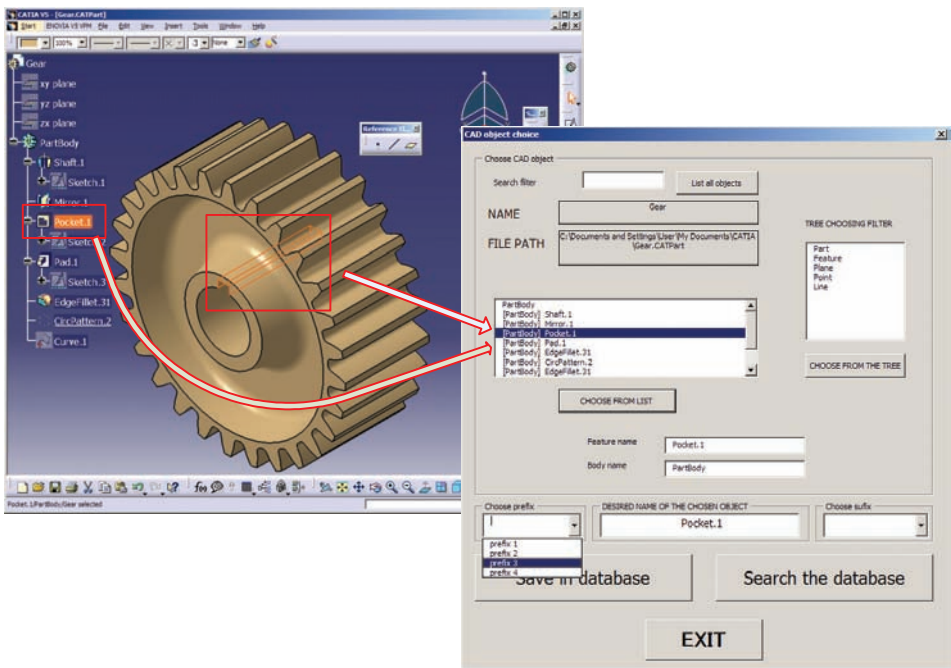 CATIA V5 - [Gear.CATPart]
Start ENOVIA V5 VPM File Edit View Insert Tools Window Help
100% 3 None
Gear
xy plane
yz plane
zx plane
PartBody
Shaft.1
Sketch.1
Mirror.1
Pocket.1
Sketch.2
Pad.1
Sketch.3
EdgeFillet.31
CircPattern.2
Curve.1
Pocket.1/PartBody/Gear selected
CAD object choice
Choose CAD object
Search filter
List all objects
NAME
Gear
FILE PATH
C:\Documents and Settings\User\My Documents\CATIA
\Gear.CATPart
TREE CHOOSING FILTER
Part
Feature
Plane
Point
Line
CHOOSE FROM THE TREE
PartBody
[PartBody] Shaft.1
[PartBody] Mirror.1
[PartBody] Pocket.1
[PartBody] Pad.1
[PartBody] EdgeFillet.31
[PartBody] CircPattern.2
[PartBody] EdgeFillet.31
CHOOSE FROM LIST
Feature name Pocket.1
Body name PartBody
Choose prefix
prefix 1
prefix 2
prefix 3
prefix 4
DESIRED NAME OF THE CHOSEN OBJECT
Pocket.1
Choose sufix
Save in database
Search the database
EXIT